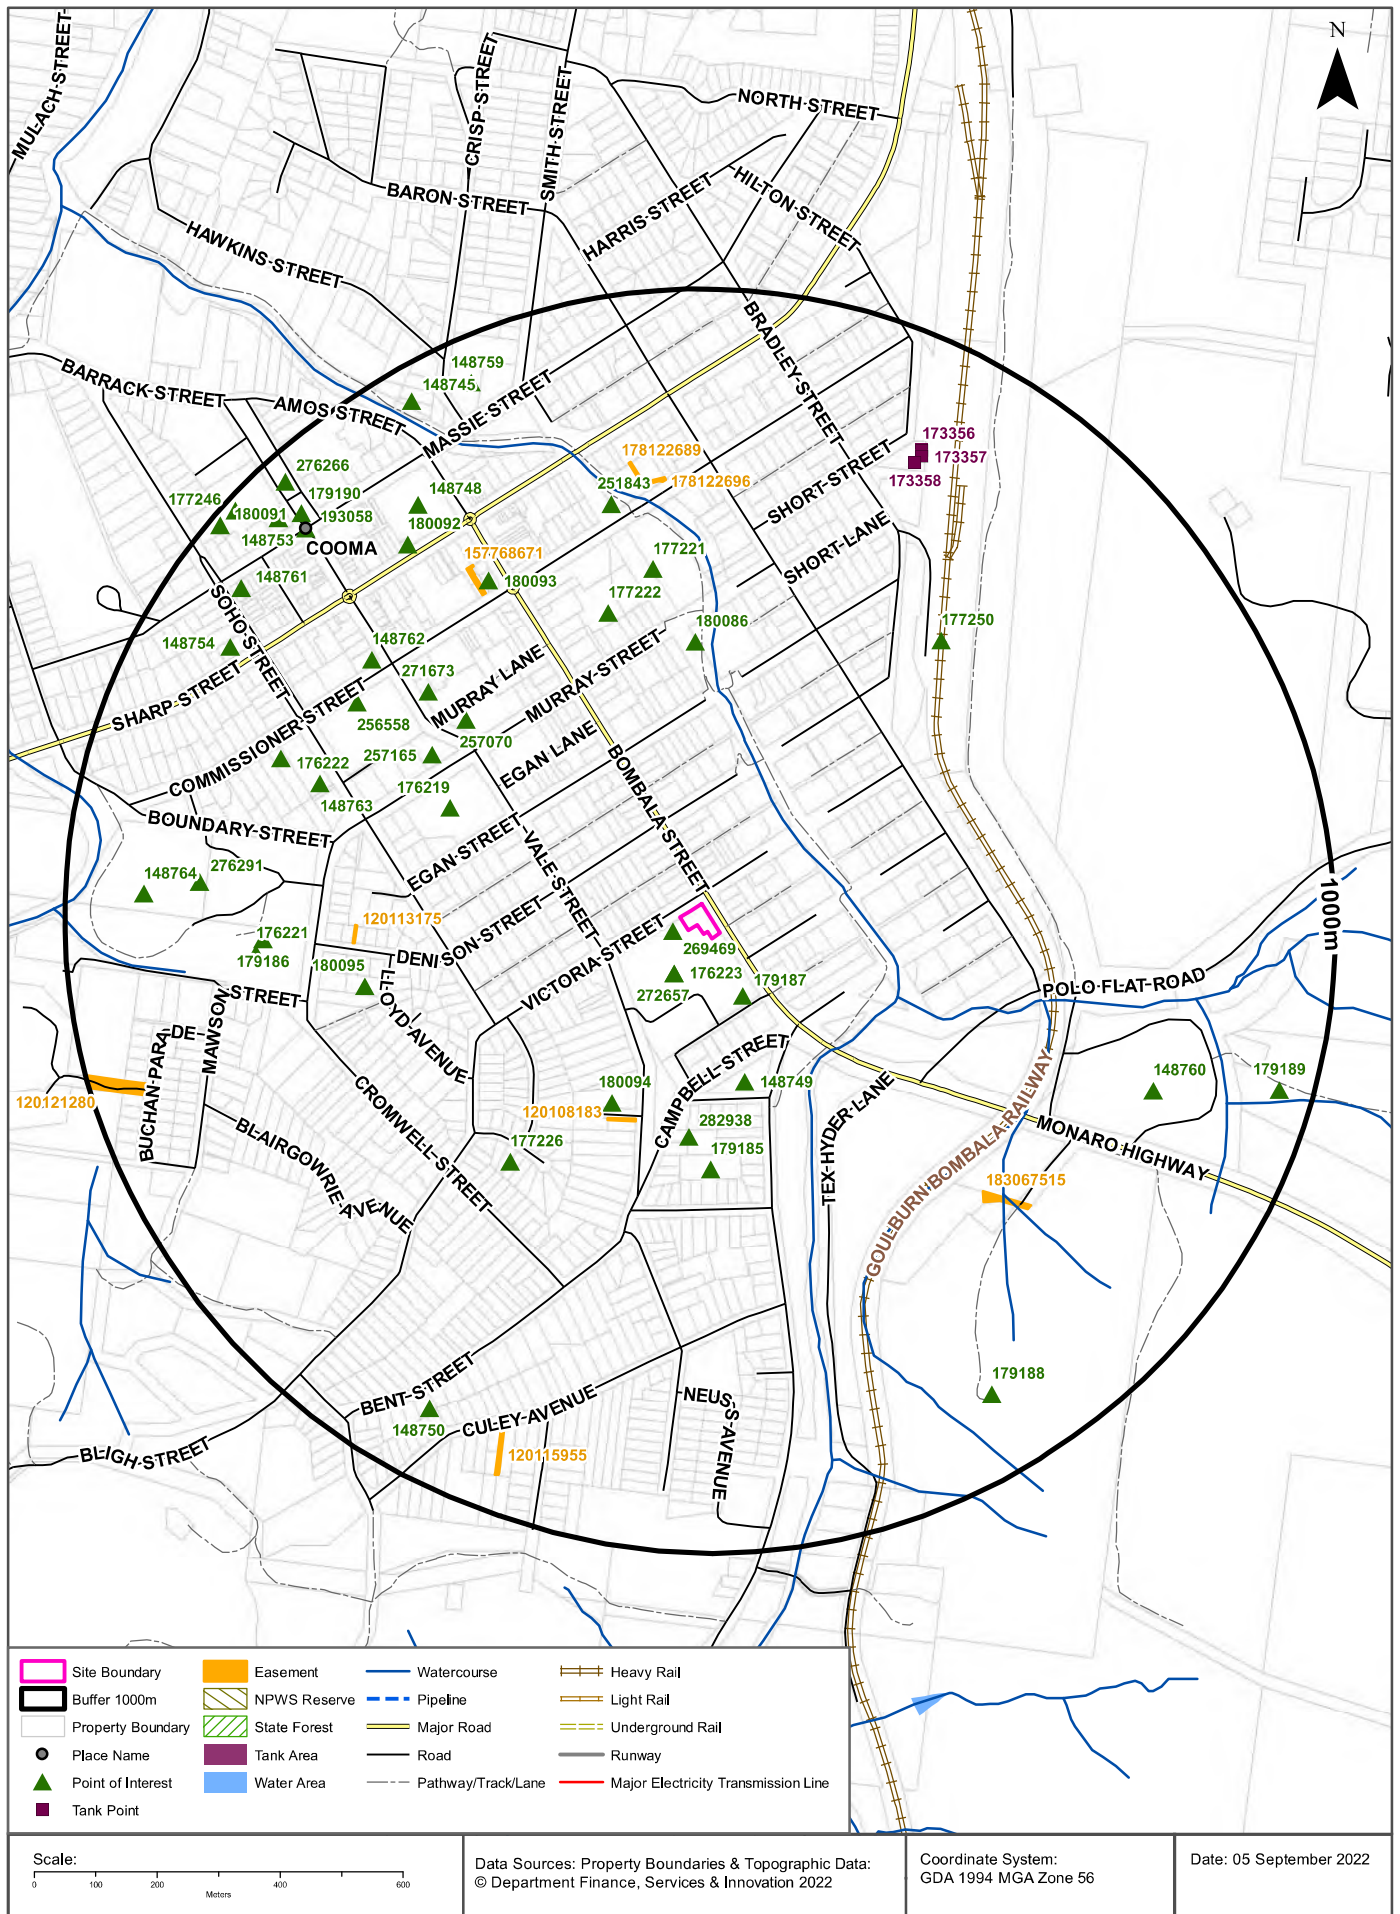 N
MULACH STREET
CRISP STREET
SMITH STREET
NORTH STREET
BARON STREET
HARRIS STREET
HILTON STREET
HAWKINS STREET
BRADLEY STREET
BARRACK STREET
AMOS STREET
MASSIE STREET
148759
148745
178122689
178122696
251843
173356
173357
173358
SHORT STREET
SHORT LANE
276266
177246
179190
180091
193058
148753
COOMA
148748
180092
157768671
180093
177221
177222
180086
177250
148761
SOHO STREET
148754
SHARP STREET
148762
271673
MURRAY LANE
MURRAY STREET
256558
257070
COMMISSIONER STREET
257165
EGAN LANE
176222
148763
176219
BOMBALA STREET
BOUNDARY STREET
EGAN STREET
VALE STREET
148764
276291
120113175
176221
179186
DENISON STREET
VICTORIA STREET
269469
176223
272657
179187
1000m
POLO FLAT ROAD
180095
LLOYD AVENUE
STREET
MAWSON
BUCHAN PARADE
120121280
CROMWELL STREET
CAMPBELL STREET
148749
180094
120108183
282938
179185
177226
TEX HYDER LANE
GOULBURN BOMBALA RAILWAY
148760
179189
MONARO HIGHWAY
183067515
BLAIRGOWRIE AVENUE
BENT STREET
148750
CULEY AVENUE
NEUSS AVENUE
179188
BLIGH STREET
120115955
Site Boundary
Buffer 1000m
Property Boundary
Place Name
Point of Interest
Tank Point
Easement
NPWS Reserve
State Forest
Tank Area
Water Area
Watercourse
Pipeline
Major Road
Road
Pathway/Track/Lane
Heavy Rail
Light Rail
Underground Rail
Runway
Major Electricity Transmission Line
Scale:
0 100 200 400 600
Meters
Data Sources: Property Boundaries & Topographic Data:
© Department Finance, Services & Innovation 2022
Coordinate System:
GDA 1994 MGA Zone 56
Date: 05 September 2022